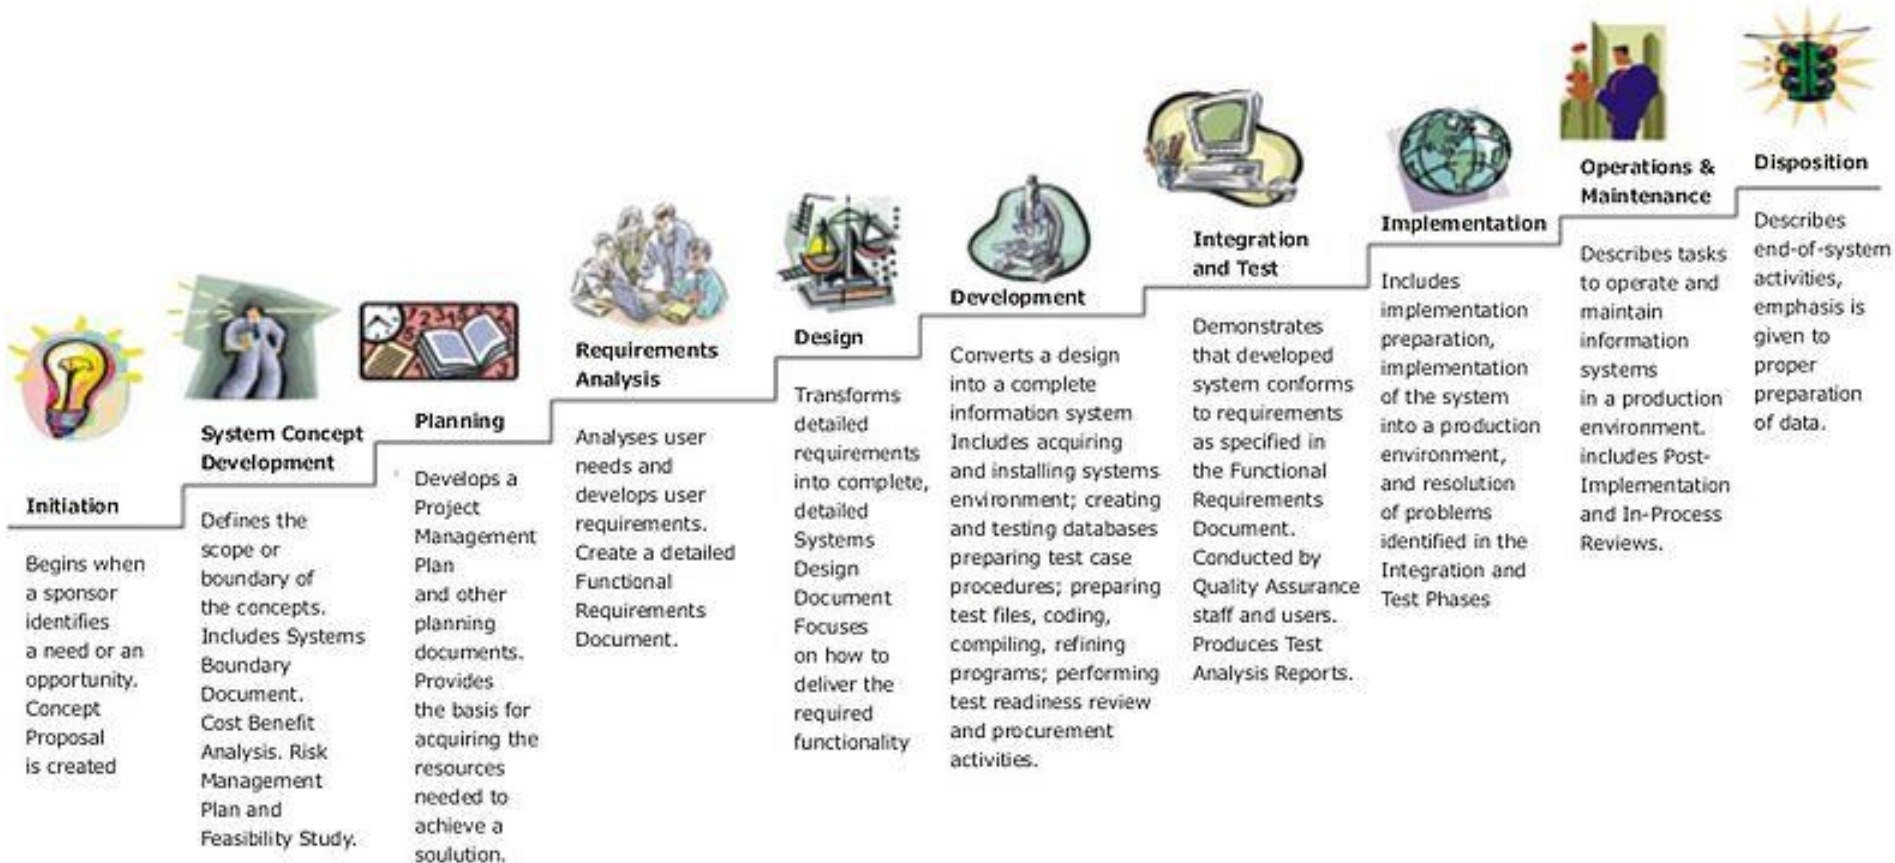 Initiation
Begins when
a sponsor
identifies
a need or an
opportunity.
Concept
Proposal
is created
System Concept
Development
Defines the
scope or
boundary of
the concepts.
Includes Systems
Boundary
Document.
Cost Benefit
Analysis. Risk
Management
Plan and
Feasibility Study.
Planning
Develops a
Project
Management
Plan
and other
planning
documents.
Provides
the basis for
acquiring the
resources
needed to
achieve a
soulution.
Requirements
Analysis
Analyses user
needs and
develops user
requirements.
Create a detailed
Functional
Requirements
Document.
Design
Transforms
detailed
requirements
into complete,
detailed
Systems
Design
Document
Focuses
on how to
deliver the
required
functionality
Development
Converts a design
into a complete
information system
Includes acquiring
and installing systems
environment; creating
and testing databases
preparing test case
procedures; preparing
test files, coding,
compiling, refining
programs; performing
test readiness review
and procurement
activities.
Integration
and Test
Demonstrates
that developed
system conforms
to requirements
as specified in
the Functional
Requirements
Document.
Conducted by
Quality Assurance
staff and users.
Produces Test
Analysis Reports.
Implementation
Includes
implementation
preparation,
implementation
of the system
into a production
environment,
and resolution
of problems
identified in the
Integration and
Test Phases
Operations &
Maintenance
Describes tasks
to operate and
maintain
information
systems
in a production
environment.
includes Post-
Implementation
and In-Process
Reviews.
Disposition
Describes
end-of-system
activities,
emphasis is
given to
proper
preparation
of data.